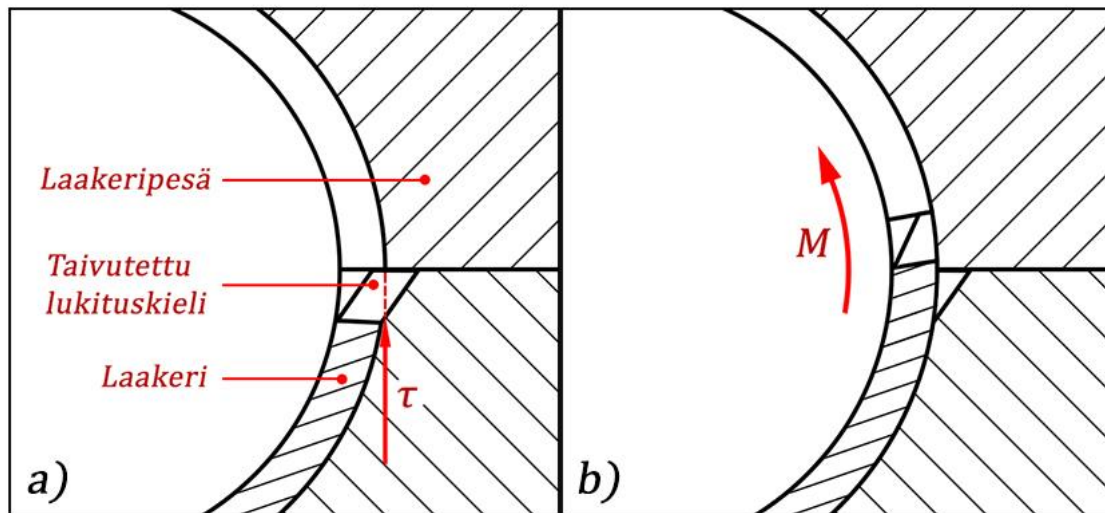 Laakeripesä
Taivutettu
lukituskieli
Laakeri
τ
a)
M
b)